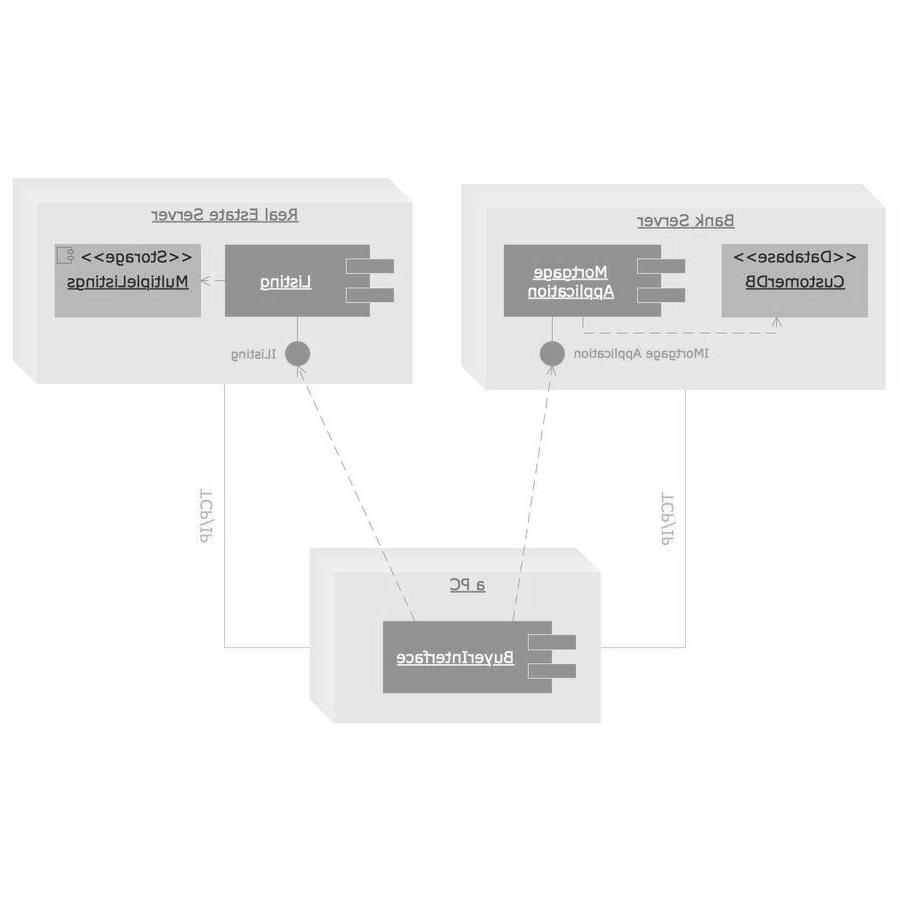 Real Estate Server
<<Storage>>
MultipleListings
Listing
IListing
Bank Server
Mortgage
Application
<<Database>>
CustomerDB
IMortgage Application
TCP/IP
TCP/IP
a PC
BuyerInterface